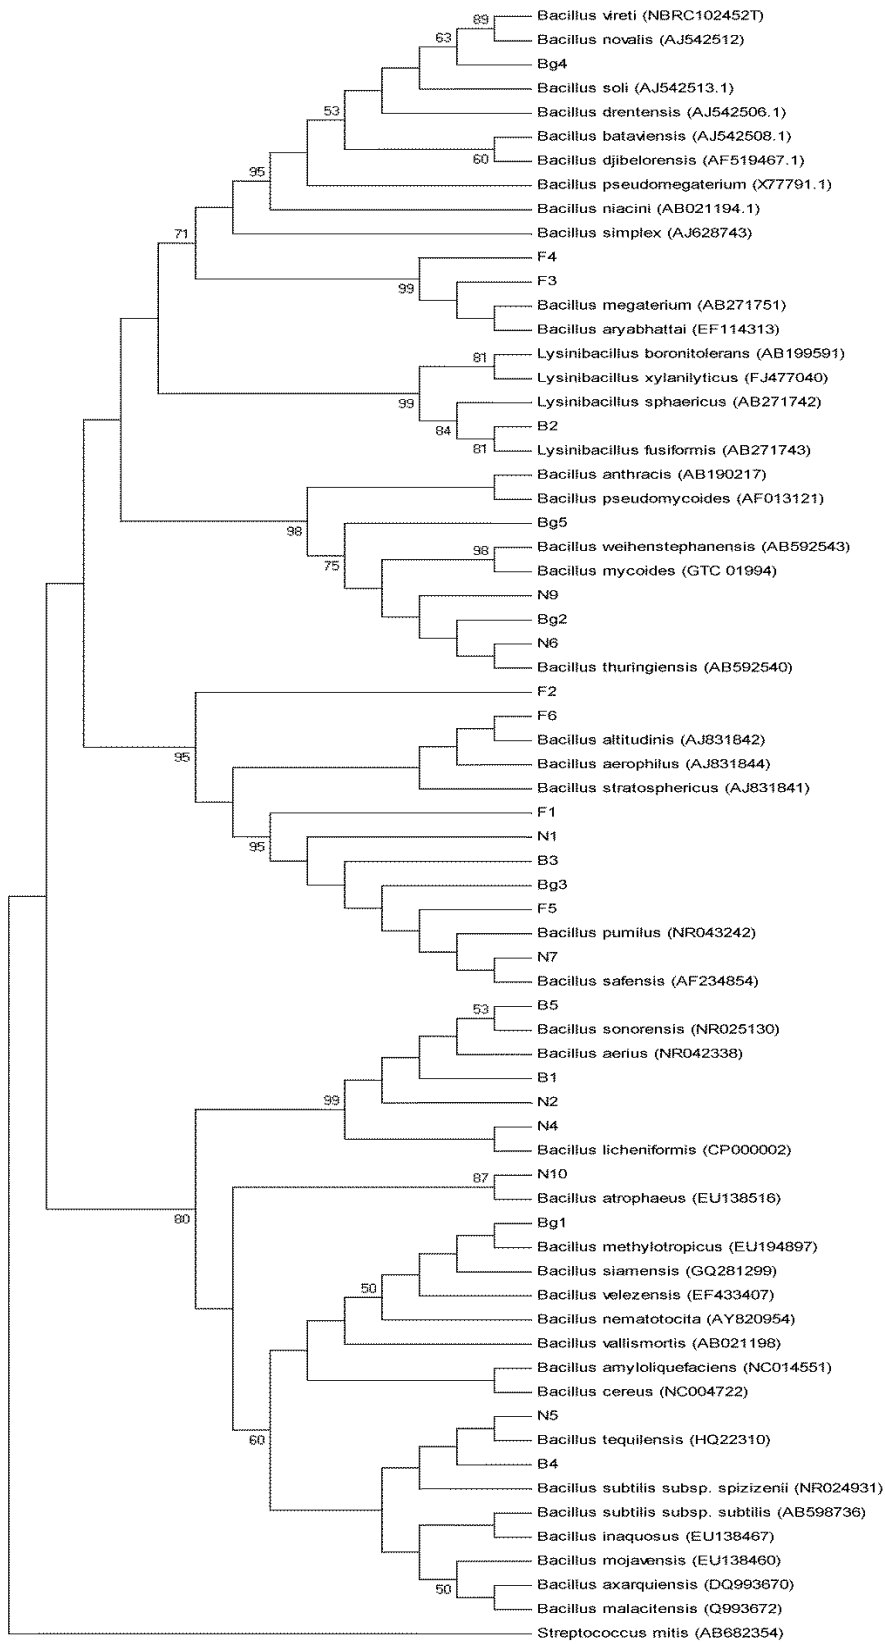 89
Bacillus vireti (NBRC102452T)
63
Bacillus novalis (AJ542512)
Bg4
Bacillus soli (AJ542513.1)
53
Bacillus drentensis (AJ542506.1)
Bacillus bataviensis (AJ542508.1)
60
Bacillus djibelorensis (AF519467.1)
95
Bacillus pseudomegaterium (X77791.1)
Bacillus niacini (AB021194.1)
71
Bacillus simplex (AJ628743)
F4
99
F3
Bacillus megaterium (AB271751)
Bacillus aryabhattai (EF114313)
81
Lysinibacillus boronitolerans (AB199591)
Lysinibacillus xylanilyticus (FJ477040)
99
Lysinibacillus sphaericus (AB271742)
84
B2
81
Lysinibacillus fusiformis (AB271743)
Bacillus anthracis (AB190217)
Bacillus pseudomycoides (AF013121)
98
Bg5
98
Bacillus weihenstephanensis (AB592543)
75
Bacillus mycoides (GTC 01994)
N9
Bg2
N6
Bacillus thuringiensis (AB592540)
F2
F6
95
Bacillus altitudinis (AJ831842)
Bacillus aerophilus (AJ831844)
Bacillus stratosphericus (AJ831841)
F1
95
N1
B3
Bg3
F5
Bacillus pumilus (NR043242)
N7
Bacillus safensis (AF234854)
53
B5
Bacillus sonorensis (NR025130)
Bacillus aerius (NR042338)
B1
99
N2
N4
Bacillus licheniformis (CP000002)
87
N10
Bacillus atrophaeus (EU138516)
80
Bg1
Bacillus methylotropicus (EU194897)
Bacillus siamensis (GQ281299)
50
Bacillus velezensis (EF433407)
Bacillus nematotocita (AY820954)
Bacillus vallismortis (AB021198)
Bacillus amyloliquefaciens (NC014551)
Bacillus cereus (NC004722)
N5
60
Bacillus tequilensis (HQ22310)
B4
Bacillus subtilis subsp. spizizenii (NR024931)
Bacillus subtilis subsp. subtilis (AB598736)
Bacillus inaquosus (EU138467)
Bacillus mojavensis (EU138460)
50
Bacillus axarquiensis (DQ993670)
Bacillus malacitensis (Q993672)
Streptococcus mitis (AB682354)